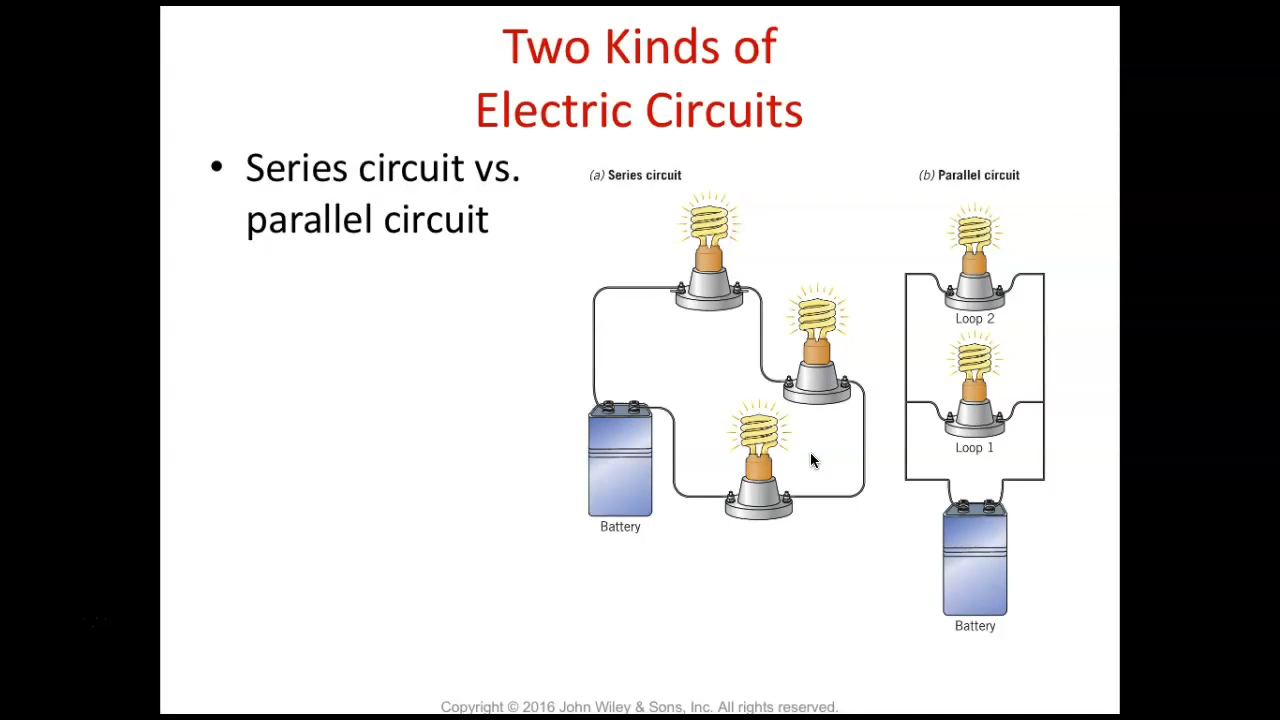 Two Kinds of
Electric Circuits
• Series circuit vs.
parallel circuit
(a) Series circuit
(b) Parallel circuit
Loop 2
Loop 1
Battery
Battery
Copyright © 2016 John Wiley & Sons, Inc. All rights reserved.